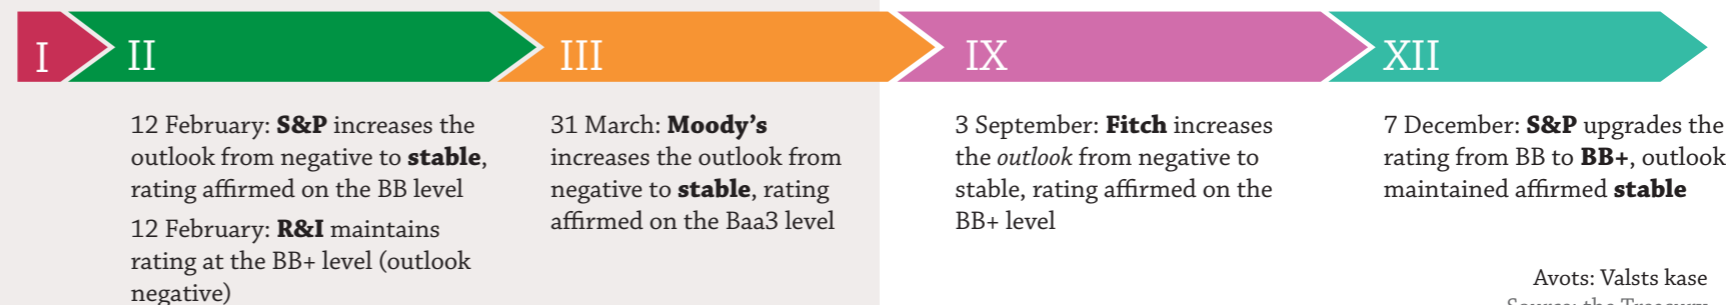 I
II
III
IX
XII
12 February: S&P increases the
outlook from negative to stable,
rating affirmed on the BB level
12 February: R&I maintains
rating at the BB+ level (outlook
negative)
31 March: Moody's
increases the outlook from
negative to stable, rating
affirmed on the Baa3 level
3 September: Fitch increases
the outlook from negative to
stable, rating affirmed on the
BB+ level
7 December: S&P upgrades the
rating from BB to BB+, outlook
maintained affirmed stable
Avots: Valsts kase
Source: the Treasury